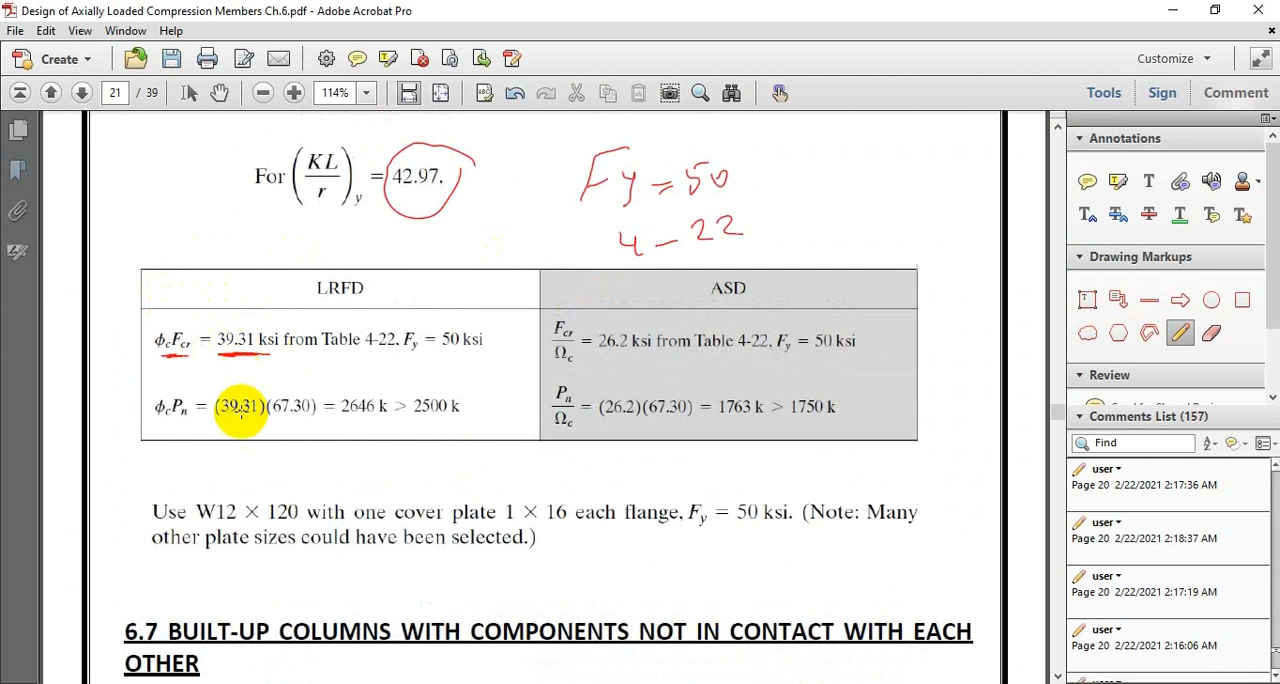 Design of Axially Loaded Compression Members Ch.6.pdf - Adobe Acrobat Pro
File Edit View Window Help
Create Customize
21 / 39 114% Tools Sign Comment
For (KL/r)y = 42.97.
Fy = 50
4 - 22
LRFD ASD
ϕcFcr = 39.31 ksi from Table 4-22, Fy = 50 ksi
Fcr/Ωc = 26.2 ksi from Table 4-22, Fy = 50 ksi
ϕcPn = (39.31)(67.30) = 2646 k > 2500 k
Pn/Ωc = (26.2)(67.30) = 1763 k > 1750 k
Use W12 × 120 with one cover plate 1 × 16 each flange, Fy = 50 ksi. (Note: Many
other plate sizes could have been selected.)
6.7 BUILT-UP COLUMNS WITH COMPONENTS NOT IN CONTACT WITH EACH
OTHER
Annotations
Drawing Markups
Review
Comments List (157)
Find
user
Page 20 2/22/2021 2:17:36 AM
user
Page 20 2/22/2021 2:18:37 AM
user
Page 20 2/22/2021 2:17:19 AM
user
Page 20 2/22/2021 2:16:06 AM